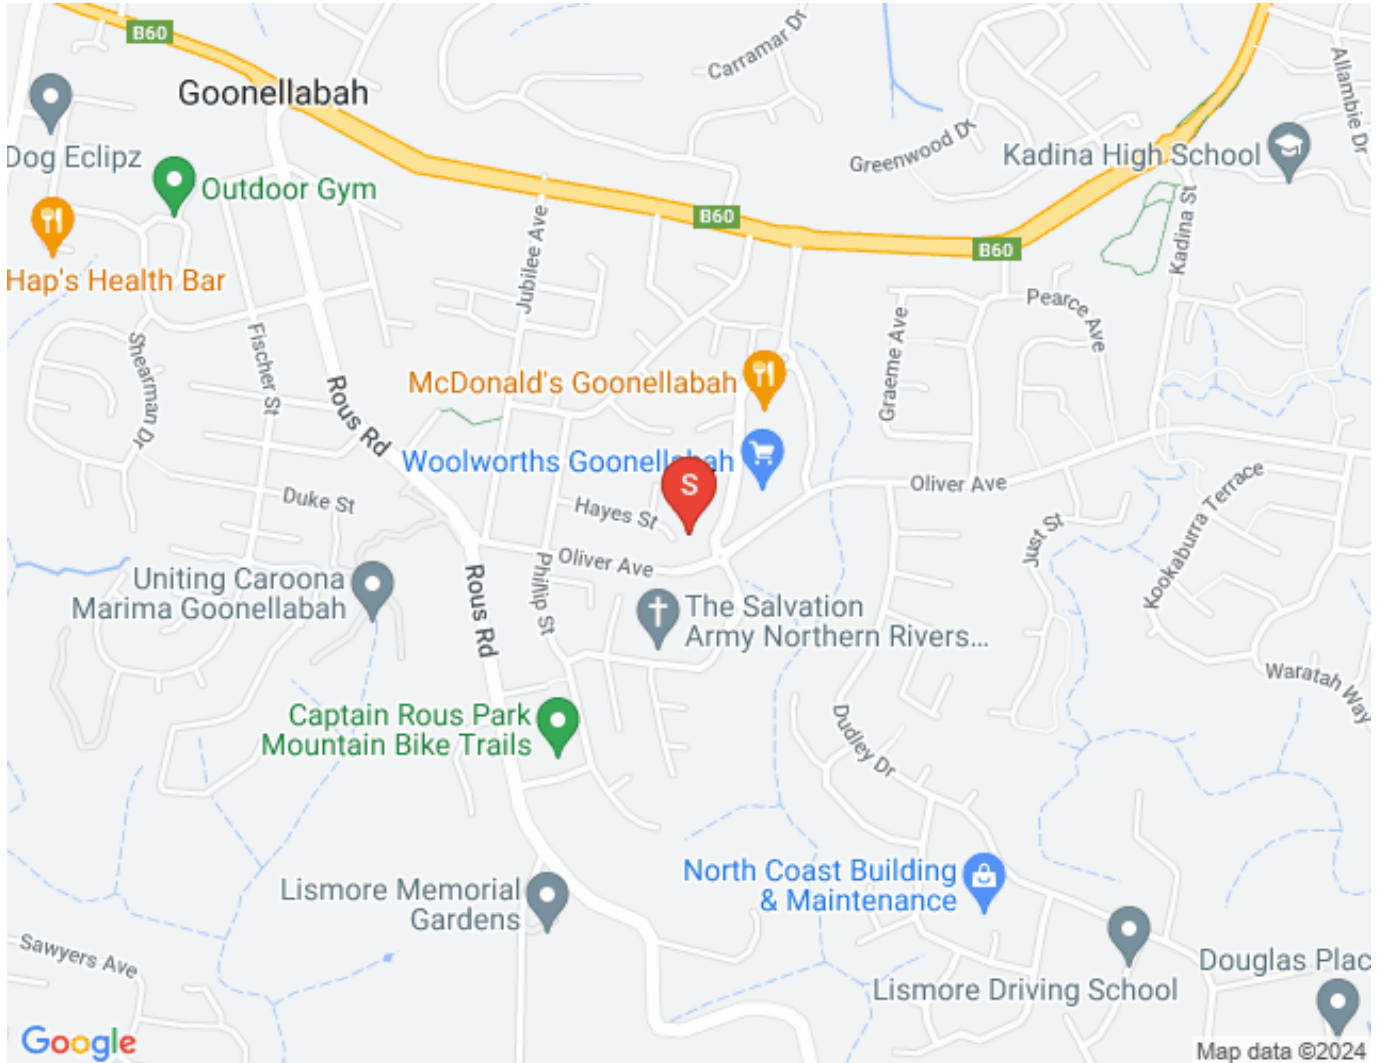 B60
Carramar Dr
Allambie Dr
Goonellabah
Greenwood Dr
Kadina High School
Dog Eclipz
Outdoor Gym
B60
Jubilee Ave
Kadina St
B60
Hap's Health Bar
Pearce Ave
Shearman Dr
Fischer St
Graeme Ave
McDonald's Goonellabah
Rous Rd
Woolworths Goonellabah
S
Oliver Ave
Duke St
Hayes St
Just St
Kookaburra Terrace
Oliver Ave
Phillip St
Uniting Caroona
Marima Goonellabah
Rous Rd
The Salvation
Army Northern Rivers...
Waratah Way
Captain Rous Park
Mountain Bike Trails
Dudley Dr
North Coast Building
& Maintenance
Lismore Memorial
Gardens
Sawyers Ave
Douglas Plac
Lismore Driving School
Google
Map data ©2024